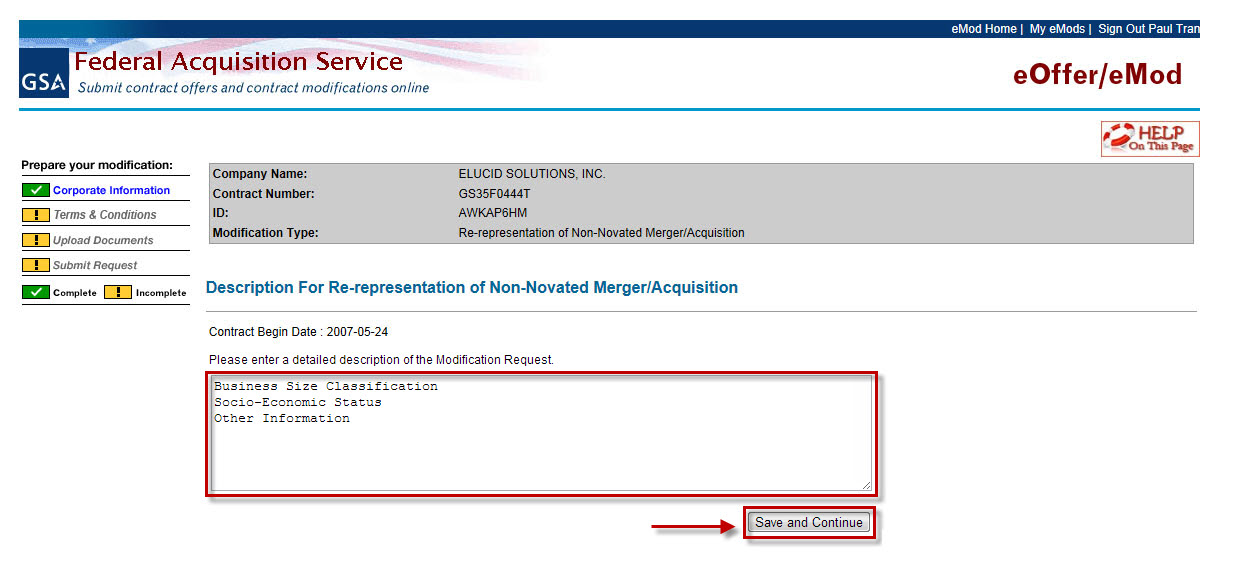 eMod Home | My eMods | Sign Out Paul Tran
GSA
Federal Acquisition Service
Submit contract offers and contract modifications online
eOffer/eMod
HELP
On This Page
Prepare your modification:
Corporate Information
! Terms & Conditions
! Upload Documents
! Submit Request
Complete ! Incomplete
Company Name: ELUCID SOLUTIONS, INC.
Contract Number: GS35F0444T
ID: AWKAP6HM
Modification Type: Re-representation of Non-Novated Merger/Acquisition
Description For Re-representation of Non-Novated Merger/Acquisition
Contract Begin Date : 2007-05-24
Please enter a detailed description of the Modification Request.
Business Size Classification
Socio-Economic Status
Other Information
Save and Continue